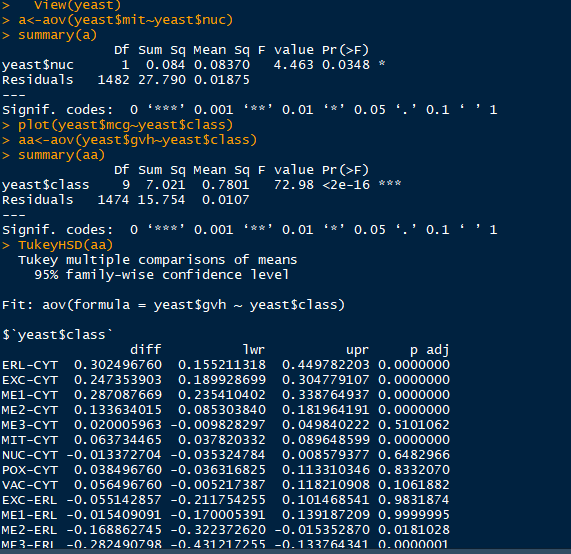 >   View(yeast)
> a<-aov(yeast$mit~yeast$nuc)
> summary(a)
              Df Sum Sq Mean Sq F value Pr(>F)
yeast$nuc      1  0.084 0.08370   4.463 0.0348 *
Residuals   1482 27.790 0.01875
---
Signif. codes:  0 ‘***’ 0.001 ‘**’ 0.01 ‘*’ 0.05 ‘.’ 0.1 ‘ ’ 1
> plot(yeast$mcg~yeast$class)
> aa<-aov(yeast$gvh~yeast$class)
> summary(aa)
              Df Sum Sq Mean Sq F value Pr(>F)
yeast$class    9  7.021  0.7801   72.98 <2e-16 ***
Residuals   1474 15.754  0.0107
---
Signif. codes:  0 ‘***’ 0.001 ‘**’ 0.01 ‘*’ 0.05 ‘.’ 0.1 ‘ ’ 1
> TukeyHSD(aa)
  Tukey multiple comparisons of means
    95% family-wise confidence level

Fit: aov(formula = yeast$gvh ~ yeast$class)

$`yeast$class`
                diff          lwr          upr     p adj
ERL-CYT  0.302496760  0.155211318  0.449782203 0.0000000
EXC-CYT  0.247353903  0.189928699  0.304779107 0.0000000
ME1-CYT  0.287087669  0.235410402  0.338764937 0.0000000
ME2-CYT  0.133634015  0.085303840  0.181964191 0.0000000
ME3-CYT  0.020005963 -0.009828297  0.049840222 0.5101062
MIT-CYT  0.063734465  0.037820332  0.089648599 0.0000000
NUC-CYT -0.013372704 -0.035324784  0.008579377 0.6482966
POX-CYT  0.038496760 -0.036316825  0.113310346 0.8332070
VAC-CYT  0.056496760 -0.005217387  0.118210908 0.1061882
EXC-ERL -0.055142857 -0.211754255  0.101468541 0.9831874
ME1-ERL -0.015409091 -0.170005391  0.139187209 0.9999995
ME2-ERL -0.168862745 -0.322372620 -0.015352870 0.0181028
ME3-ERL -0.282490798 -0.431217255 -0.133764341 0.0000001